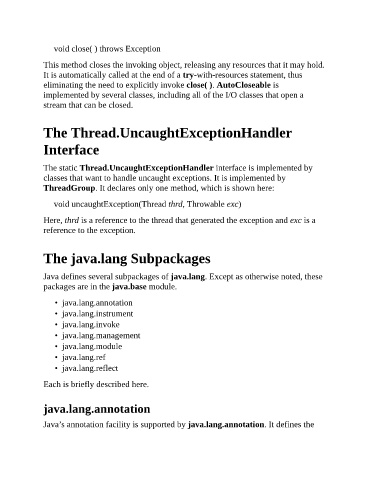 void close( ) throws Exception
This method closes the invoking object, releasing any resources that it may hold.
It is automatically called at the end of a try-with-resources statement, thus
eliminating the need to explicitly invoke close( ). AutoCloseable is
implemented by several classes, including all of the I/O classes that open a
stream that can be closed.
The Thread.UncaughtExceptionHandler
Interface
The static Thread.UncaughtExceptionHandler interface is implemented by
classes that want to handle uncaught exceptions. It is implemented by
ThreadGroup. It declares only one method, which is shown here:
void uncaughtException(Thread thrd, Throwable exc)
Here, thrd is a reference to the thread that generated the exception and exc is a
reference to the exception.
The java.lang Subpackages
Java defines several subpackages of java.lang. Except as otherwise noted, these
packages are in the java.base module.
• java.lang.annotation
• java.lang.instrument
• java.lang.invoke
• java.lang.management
• java.lang.module
• java.lang.ref
• java.lang.reflect
Each is briefly described here.
java.lang.annotation
Java’s annotation facility is supported by java.lang.annotation. It defines the